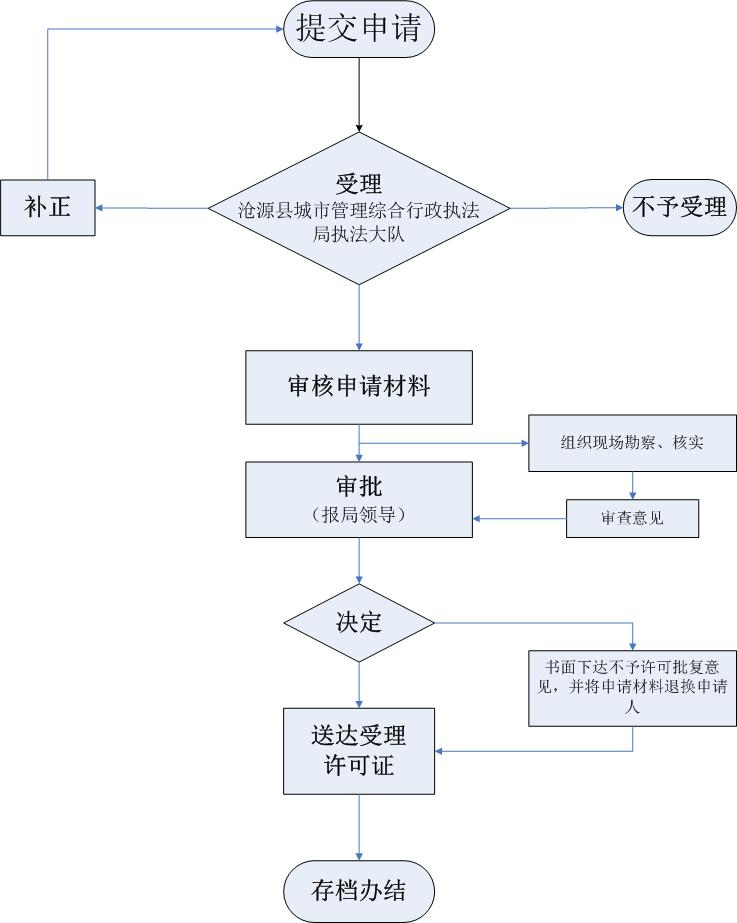 提交申请
受理
沧源县城市管理综合行政执法
局执法大队
补正
不予受理
审核申请材料
组织现场勘察、核实
审批
（报局领导）
审查意见
决定
书面下达不予许可批复意
见，并将申请材料退换申请
人
送达受理
许可证
存档办结